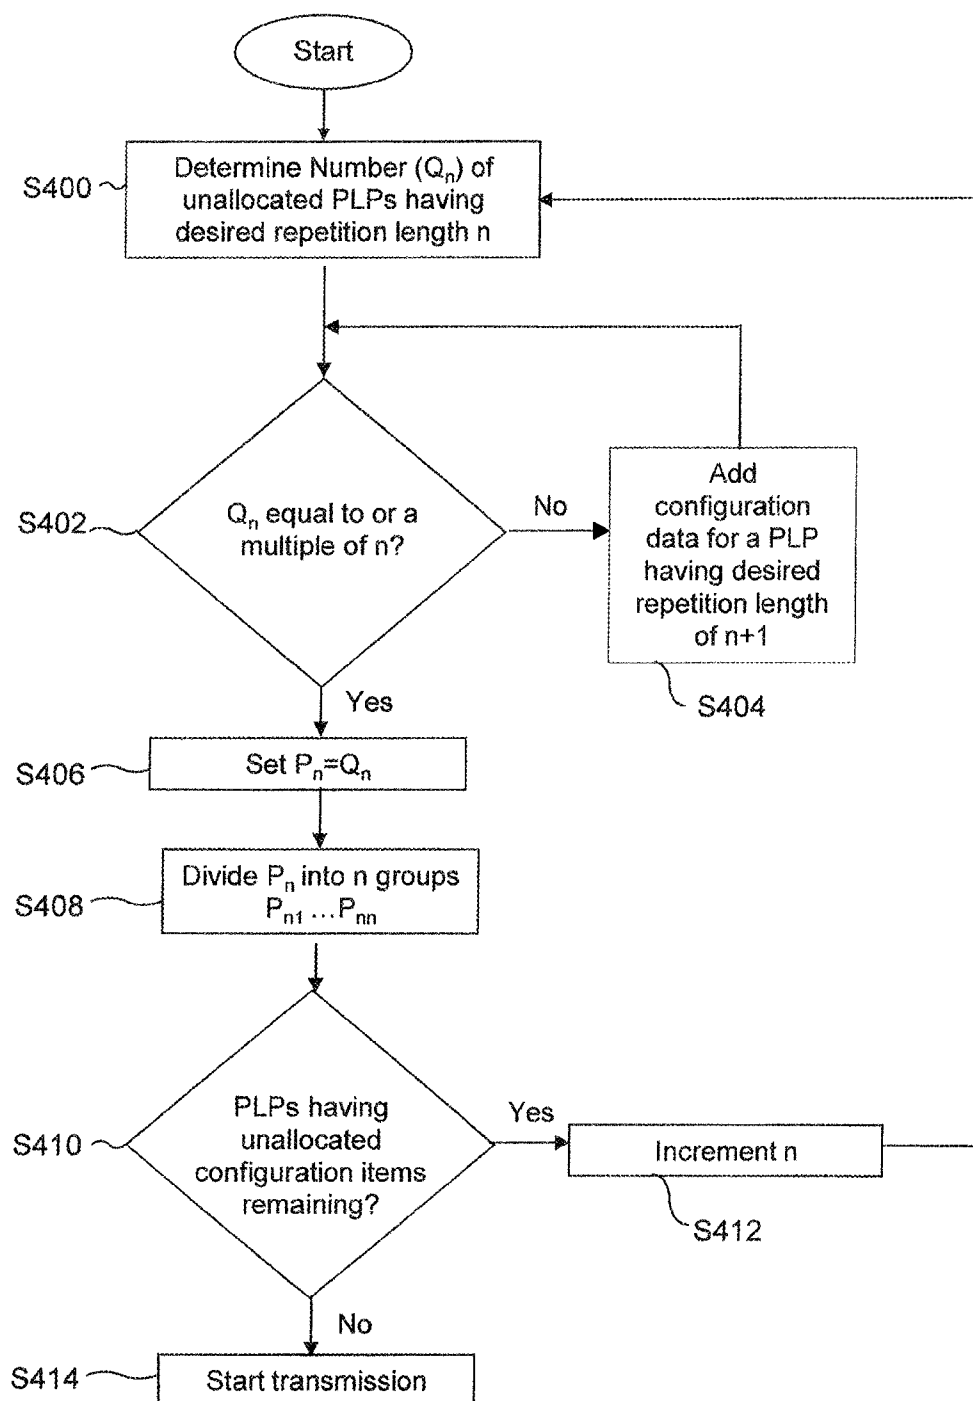 Start
S400
Determine Number (Qn) of
unallocated PLPs having
desired repetition length n
S402
Qn equal to or a
multiple of n?
No
Add
configuration
data for a PLP
having desired
repetition length
of n+1
S404
Yes
S406
Set Pn=Qn
S408
Divide Pn into n groups
Pn1 ...Pnn
S410
PLPs having
unallocated
configuration items
remaining?
Yes
Increment n
S412
No
S414
Start transmission